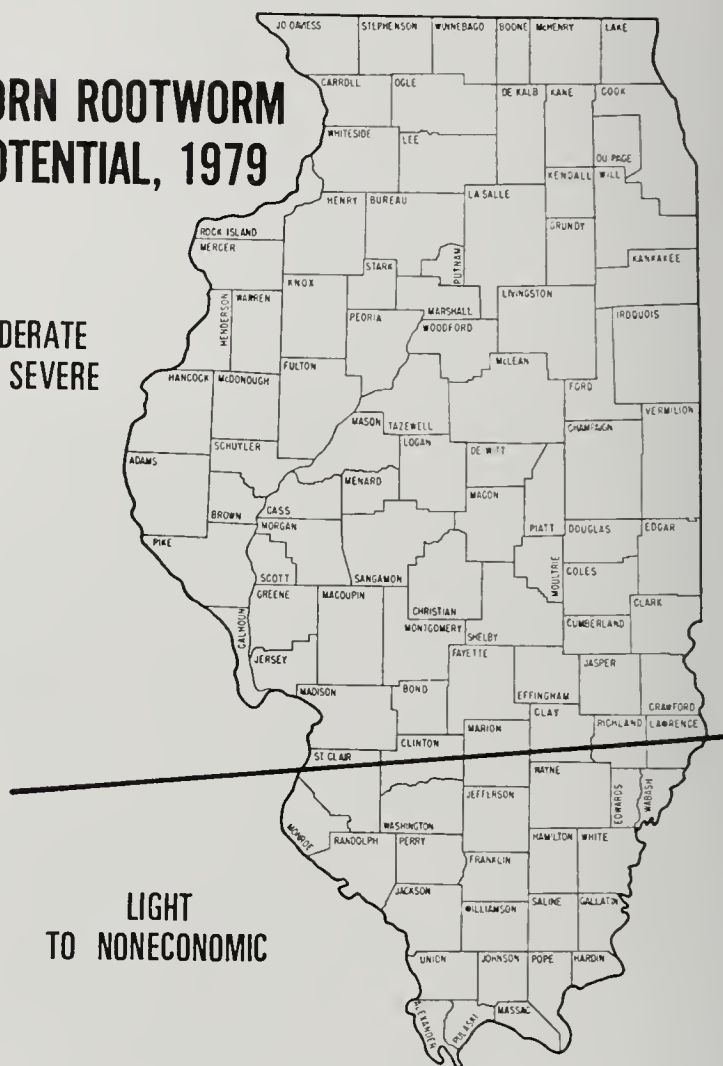 ORN ROOTWORM
OTENTIAL, 1979
DERATE
SEVERE
LIGHT
TO NONECONOMIC
JO DAVIESS
STEPHENSON
WINNEBAGO
BOONE
McHENRY
LAKE
CARROLL
OGLE
DE KALB
KANE
COOK
WHITESIDE
LEE
DU PAGE
KENDALL
WILL
HENRY
BUREAU
LA SALLE
ROCK ISLAND
GRUNDY
MERCER
STARK
PUTNAM
KANKAKEE
KNOX
HENDERSON
WARREN
PEORIA
MARSHALL
LIVINGSTON
IROQUOIS
WOODFORD
HANCOCK
McDONOUGH
FULTON
McLEAN
FORD
VERMILION
MASON
TAZEWELL
CHAMPAIGN
SCHUYLER
LOGAN
DE WITT
ADAMS
MENARD
MACON
BROWN
CASS
MORGAN
PIATT
DOUGLAS
EDGAR
PIKE
SCOTT
SANGAMON
MOULTRIE
COLES
GREENE
MACOUPIN
CHRISTIAN
CLARK
CALHOUN
MONTGOMERY
SHELBY
CUMBERLAND
JERSEY
FAYETTE
JASPER
MADISON
BOND
EFFINGHAM
CRAWFORD
CLAY
MARION
RICHLAND
LAWRENCE
CLINTON
ST CLAIR
WAYNE
EDWARDS
WABASH
JEFFERSON
WASHINGTON
MONROE
RANDOLPH
PERRY
HAMILTON
WHITE
FRANKLIN
JACKSON
WILLIAMSON
SALINE
GALLATIN
UNION
JOHNSON
POPE
HARDIN
ALEXANDER
PULASKI
MASSAC